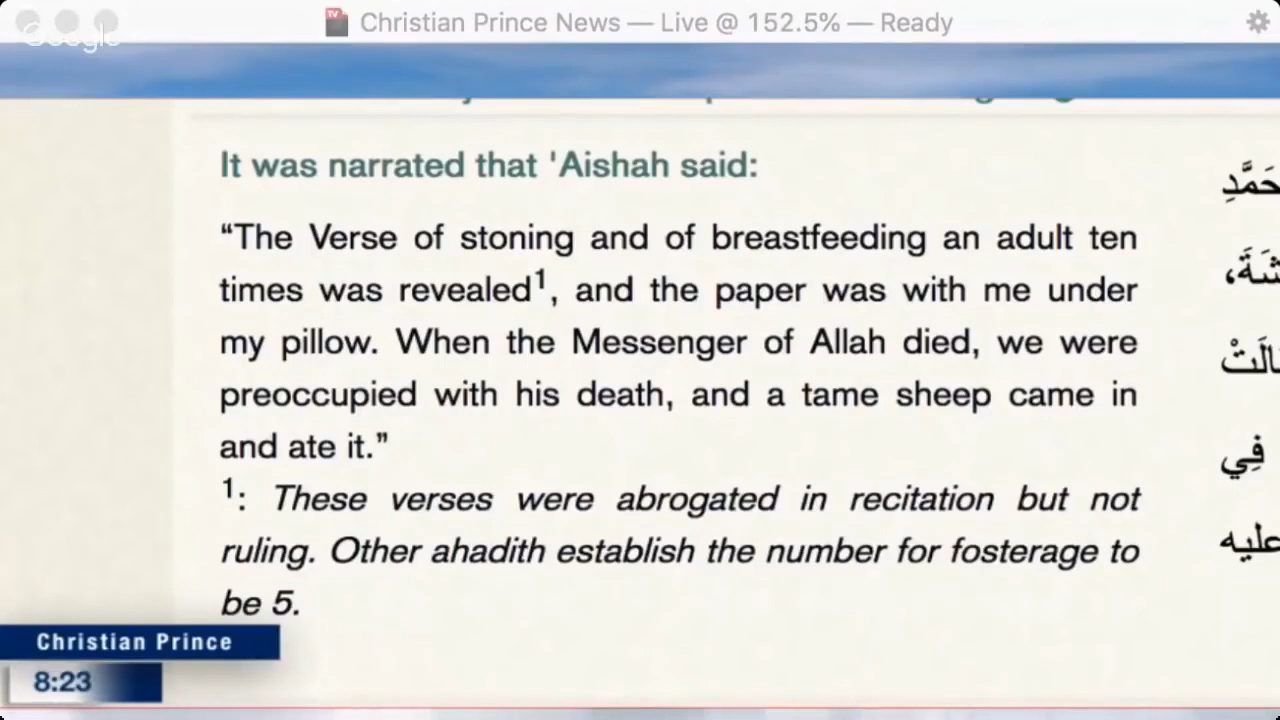 Google
Christian Prince News — Live @ 152.5% — Ready
It was narrated that 'Aishah said:
“The Verse of stoning and of breastfeeding an adult ten
times was revealed¹, and the paper was with me under
my pillow. When the Messenger of Allah died, we were
preoccupied with his death, and a tame sheep came in
and ate it.”
¹: These verses were abrogated in recitation but not
ruling. Other ahadith establish the number for fosterage to
be 5.
فِي
عليه
Christian Prince
8:23